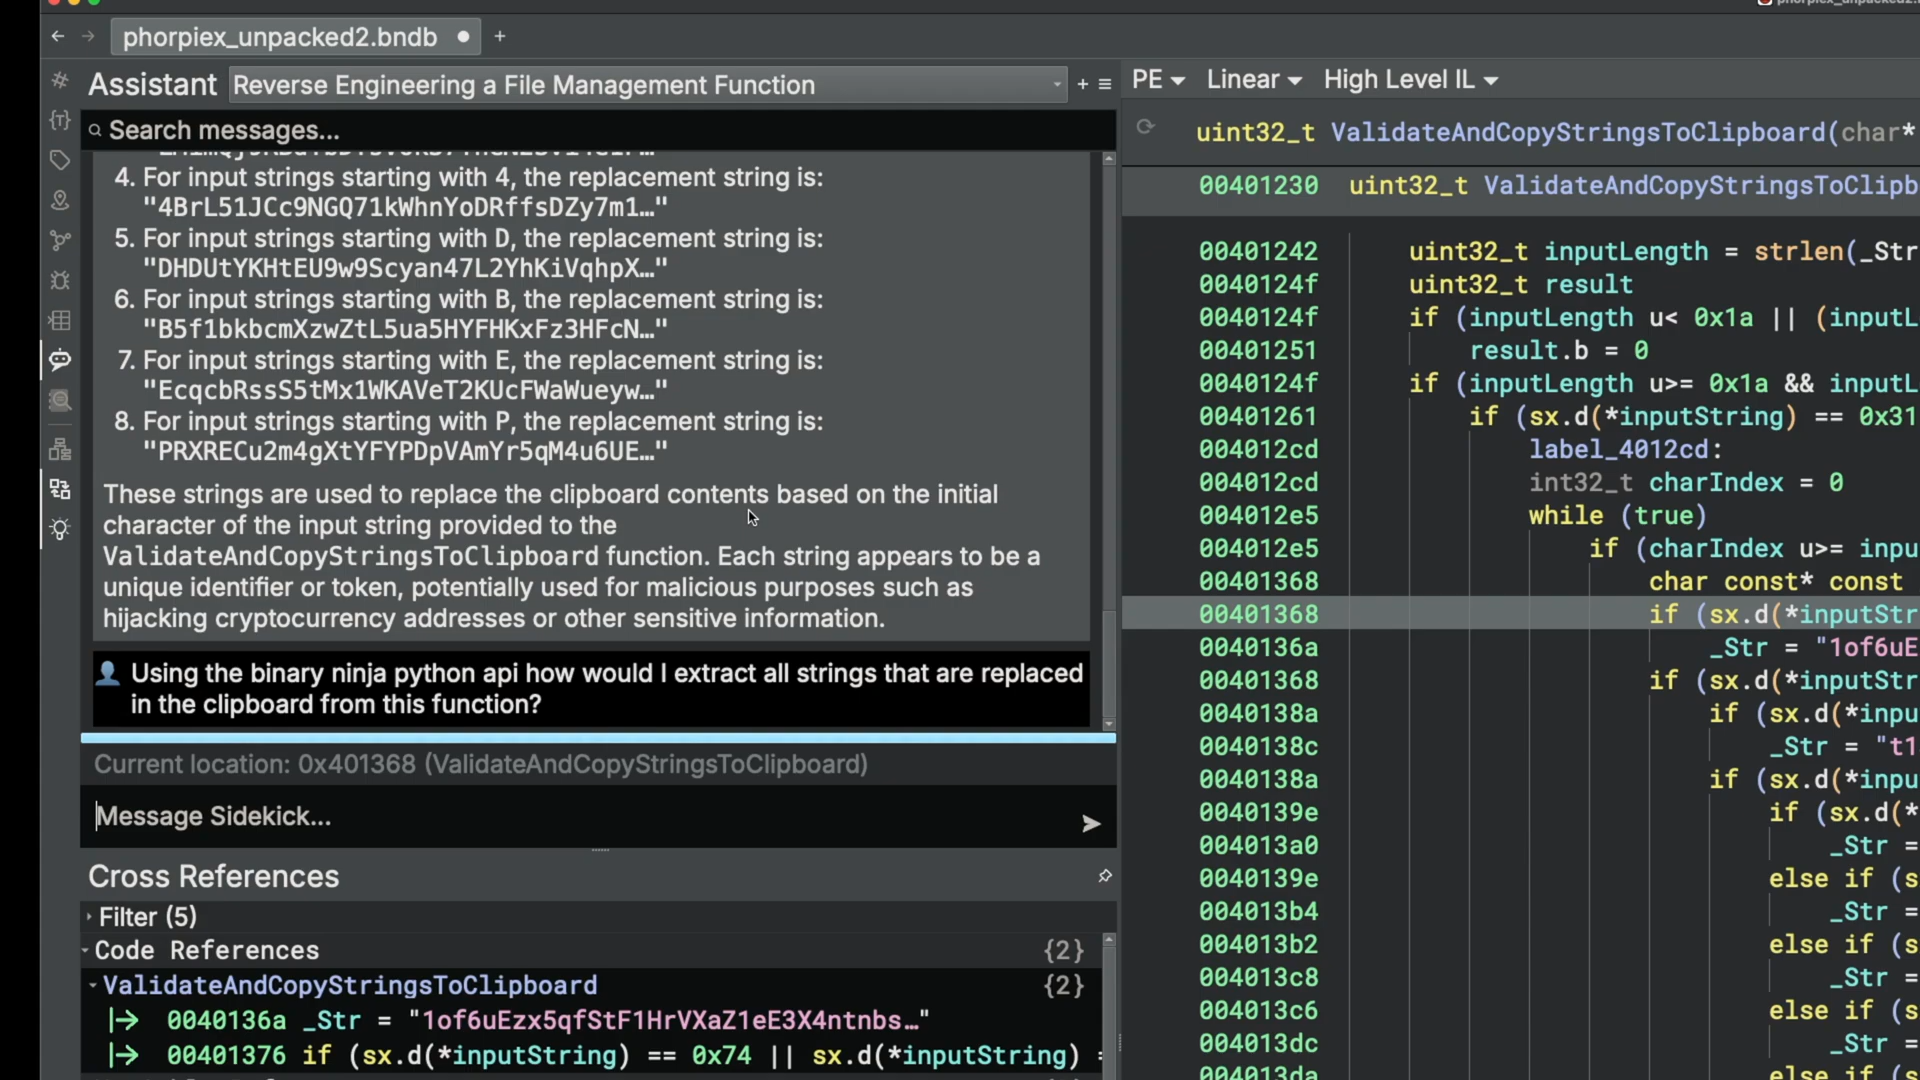 phorpiex_unpacked2.bndb
Assistant
Reverse Engineering a File Management Function
Search messages...
4. For input strings starting with 4, the replacement string is:
"4BrL51JCc9NGQ71kWhnYoDRffsDZy7m1…"
5. For input strings starting with D, the replacement string is:
"DHDUtYKHtEU9w9Scyan47L2YhKiVqhpX…"
6. For input strings starting with B, the replacement string is:
"B5f1bkbcmXzwZtL5ua5HYFHKxFz3HFcN…"
7. For input strings starting with E, the replacement string is:
"EcqcbRssS5tMx1WKAVeT2KUcFWaWueyw…"
8. For input strings starting with P, the replacement string is:
"PRXRECu2m4gXtYFYPDpVAmYr5qM4u6UE…"
These strings are used to replace the clipboard contents based on the initial
character of the input string provided to the
ValidateAndCopyStringsToClipboard function. Each string appears to be a
unique identifier or token, potentially used for malicious purposes such as
hijacking cryptocurrency addresses or other sensitive information.
Using the binary ninja python api how would I extract all strings that are replaced
in the clipboard from this function?
Current location: 0x401368 (ValidateAndCopyStringsToClipboard)
Message Sidekick...
Cross References
Filter (5)
Code References {2}
ValidateAndCopyStringsToClipboard {2}
0040136a _Str = "1of6uEzx5qfStF1HrVXaZ1eE3X4ntnbs…"
00401376 if (sx.d(*inputString) == 0x74 || sx.d(*inputString) =
PE Linear High Level IL
uint32_t ValidateAndCopyStringsToClipboard(char*
00401230 uint32_t ValidateAndCopyStringsToClipb
00401242 uint32_t inputLength = strlen(_Str
0040124f uint32_t result
0040124f if (inputLength u< 0x1a || (inputL
00401251 result.b = 0
0040124f if (inputLength u>= 0x1a && inputL
00401261 if (sx.d(*inputString) == 0x31
004012cd label_4012cd:
004012cd int32_t charIndex = 0
004012e5 while (true)
004012e5 if (charIndex u>= inpu
00401368 char const* const
00401368 if (sx.d(*inputStr
0040136a _Str = "1of6uE
00401368 if (sx.d(*inputStr
0040138a if (sx.d(*inpu
0040138c _Str = "t1
0040138a if (sx.d(*inpu
0040139e if (sx.d(*
004013a0 _Str =
0040139e else if (s
004013b4 _Str =
004013b2 else if (s
004013c8 _Str =
004013c6 else if (s
004013dc _Str =
004013da else if (s